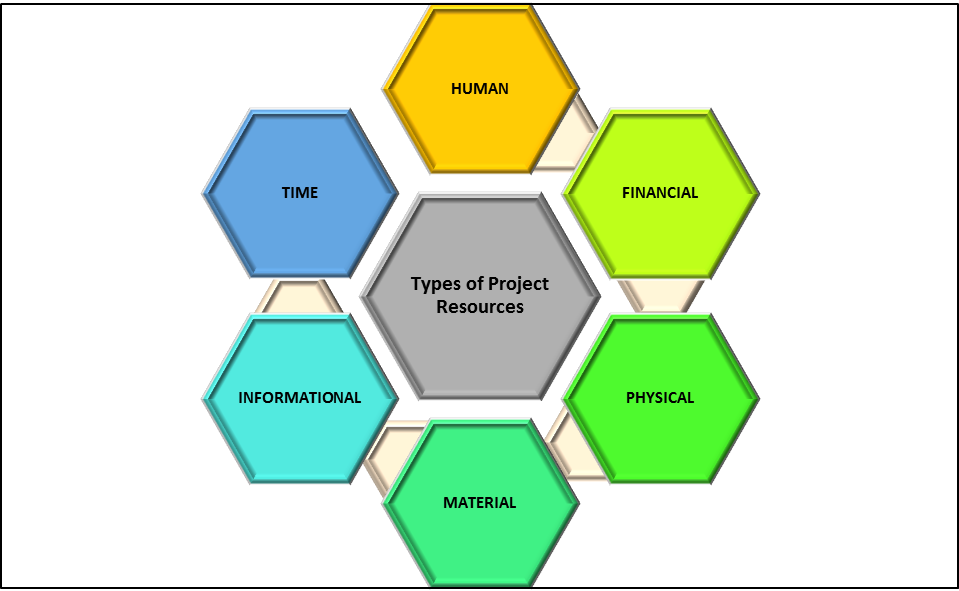 HUMAN
TIME
FINANCIAL
Types of Project
Resources
INFORMATIONAL
PHYSICAL
MATERIAL